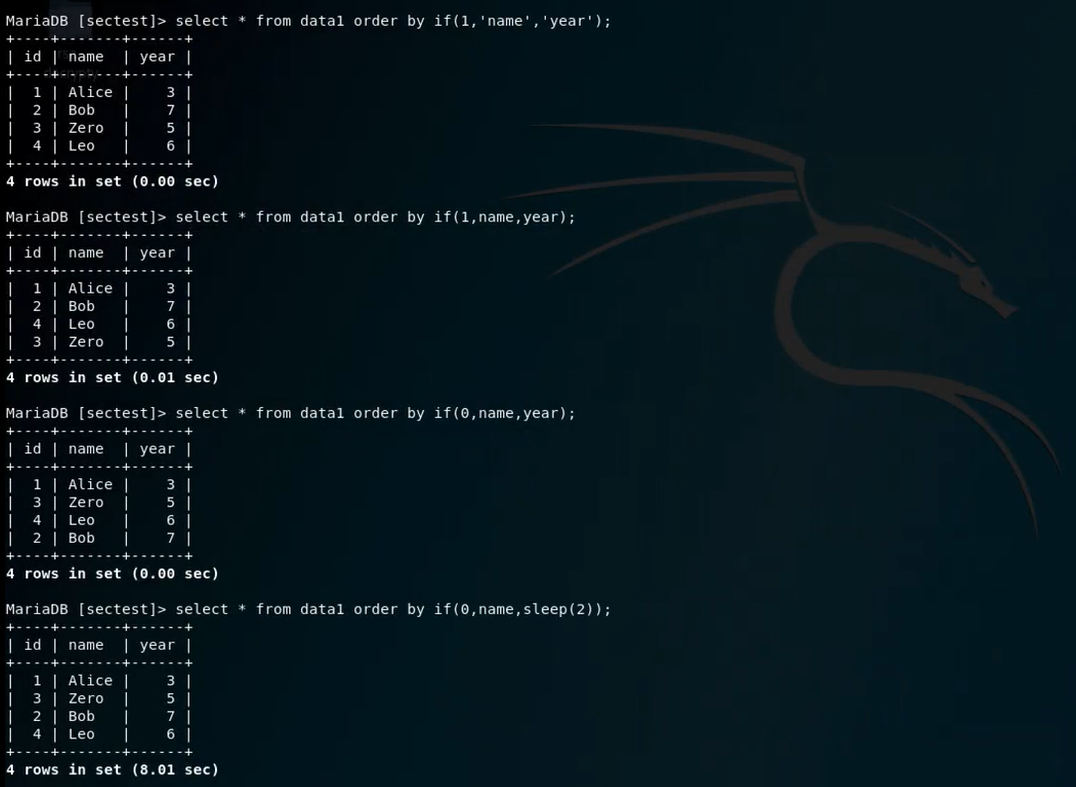 MariaDB [sectest]> select * from data1 order by if(1,'name','year');
+----+-------+------+
| id | name  | year |
+----+-------+------+
|  1 | Alice |    3 |
|  2 | Bob   |    7 |
|  3 | Zero  |    5 |
|  4 | Leo   |    6 |
+----+-------+------+
4 rows in set (0.00 sec)
MariaDB [sectest]> select * from data1 order by if(1,name,year);
+----+-------+------+
| id | name  | year |
+----+-------+------+
|  1 | Alice |    3 |
|  2 | Bob   |    7 |
|  4 | Leo   |    6 |
|  3 | Zero  |    5 |
+----+-------+------+
4 rows in set (0.01 sec)
MariaDB [sectest]> select * from data1 order by if(0,name,year);
+----+-------+------+
| id | name  | year |
+----+-------+------+
|  1 | Alice |    3 |
|  3 | Zero  |    5 |
|  4 | Leo   |    6 |
|  2 | Bob   |    7 |
+----+-------+------+
4 rows in set (0.00 sec)
MariaDB [sectest]> select * from data1 order by if(0,name,sleep(2));
+----+-------+------+
| id | name  | year |
+----+-------+------+
|  1 | Alice |    3 |
|  3 | Zero  |    5 |
|  2 | Bob   |    7 |
|  4 | Leo   |    6 |
+----+-------+------+
4 rows in set (8.01 sec)